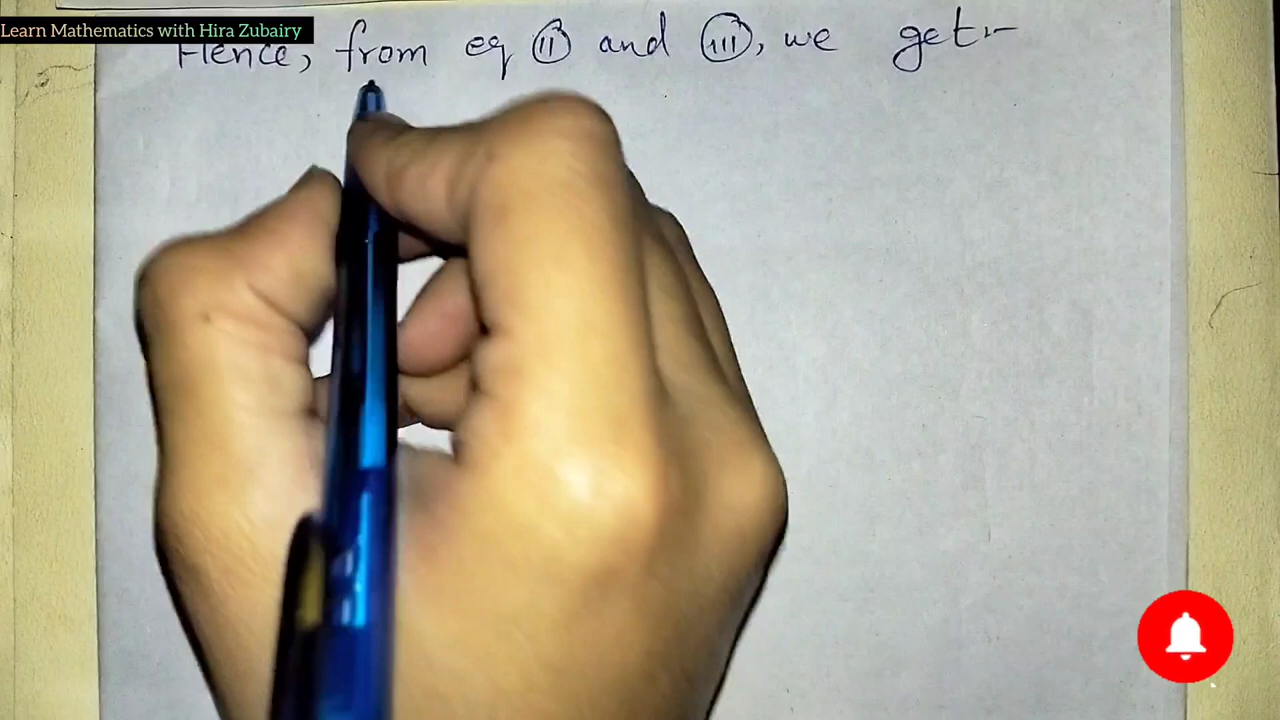 Learn Mathematics with Hira Zubairy
Hence, from eq (II) and (III), we get:-